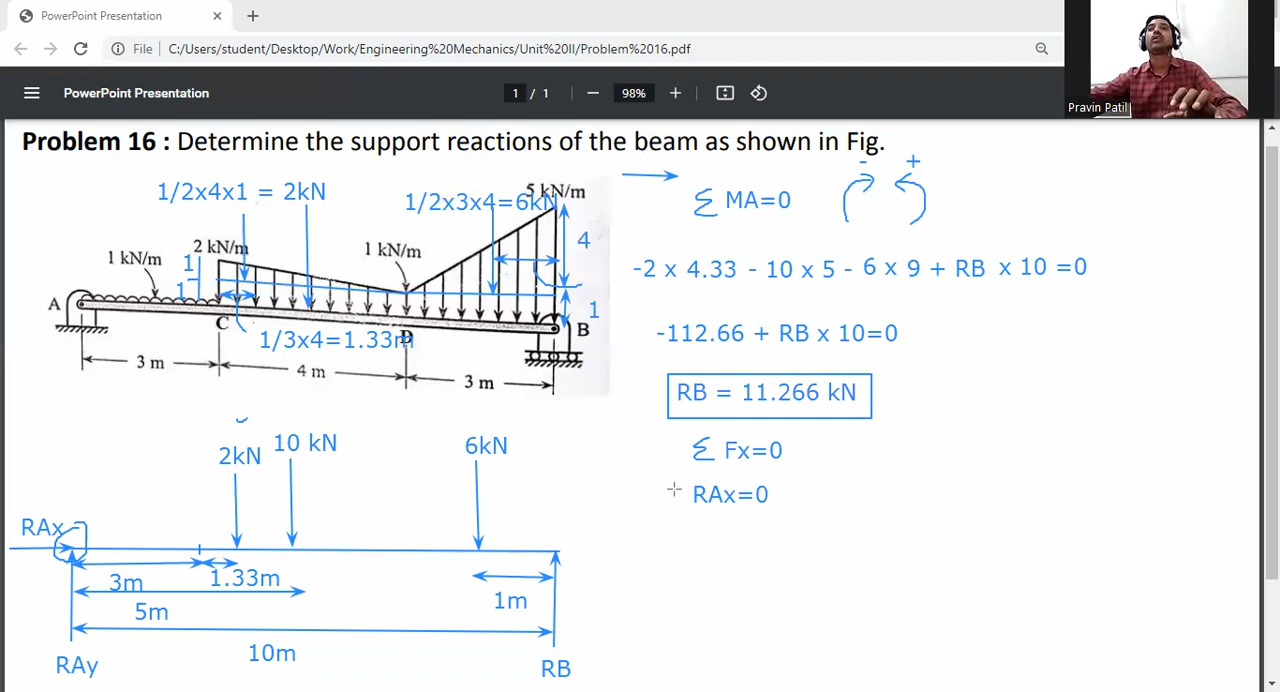 PowerPoint Presentation
File
C:/Users/student/Desktop/Work/Engineering%20Mechanics/Unit%20II/Problem%2016.pdf
PowerPoint Presentation
1 / 1
98%
Pravin Patil
Problem 16 : Determine the support reactions of the beam as shown in Fig.
1/2x4x1 = 2kN
1/2x3x4=6kN
5 kN/m
2 kN/m
1 kN/m
1 kN/m
1
1
4
1
A
C
D
B
1/3x4=1.33m
3 m
4 m
3 m
2kN
10 kN
6kN
RAx
3m
1.33m
5m
1m
10m
RAy
RB
Σ MA=0
-
+
-2 x 4.33 - 10 x 5 - 6 x 9 + RB x 10 =0
-112.66 + RB x 10=0
RB = 11.266 kN
Σ Fx=0
RAx=0